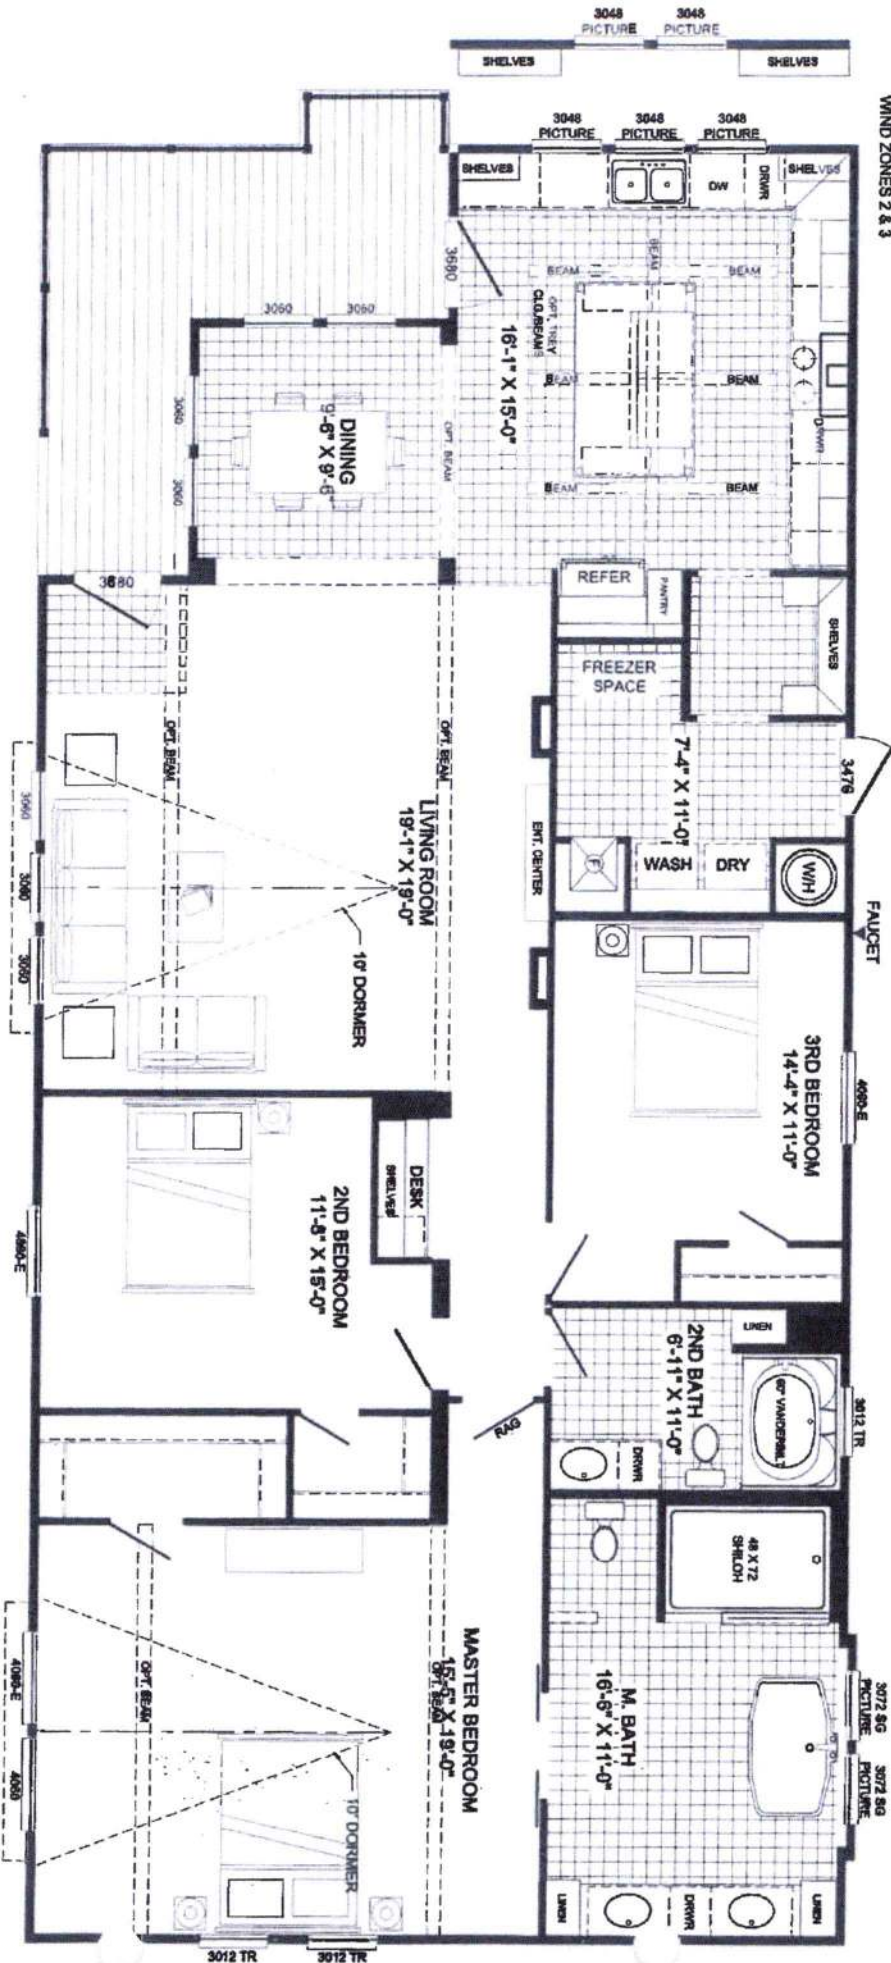 WIND ZONES 2 & 3
3048
PICTURE
3048
PICTURE
SHELVES
SHELVES
3048
PICTURE
3048
PICTURE
3048
PICTURE
SHELVES
DW
DRWR
SHELVES
3680
BEAM
BEAM
BEAM
OPT. TREY
CLG./BEAMS
16'-1" X 15'-0"
BEAM
BEAM
BEAM
BEAM
DRWR
3060
3060
3060
3060
DINING
9'-6" X 9'-6"
OPT. BEAM
3680
REFER
PANTRY
SHELVES
FREEZER
SPACE
7'-4" X 11'-0"
3476
WASH
DRY
F
W/H
FAUCET
OPT. BEAM
OPT. BEAM
ENT. CENTER
LIVING ROOM
19'-1" X 19'-0"
10' DORMER
3060
3060
3060
3RD BEDROOM
14'-4" X 11'-0"
4060-E
DESK
SHELVES
2ND BEDROOM
11'-8" X 15'-0"
4060-E
2ND BATH
6'-11" X 11'-0"
LINEN
60" VANDERBILT
3012 TR
DRWR
RAG
48 X 72
SHILOH
M. BATH
16'-6" X 11'-0"
3072 SG
PICTURE
3072 SG
PICTURE
LINEN
DRWR
LINEN
MASTER BEDROOM
15'-5" X 19'-0"
OPT. BEAM
OPT. BEAM
10' DORMER
4060-E
4060
3012 TR
3012 TR